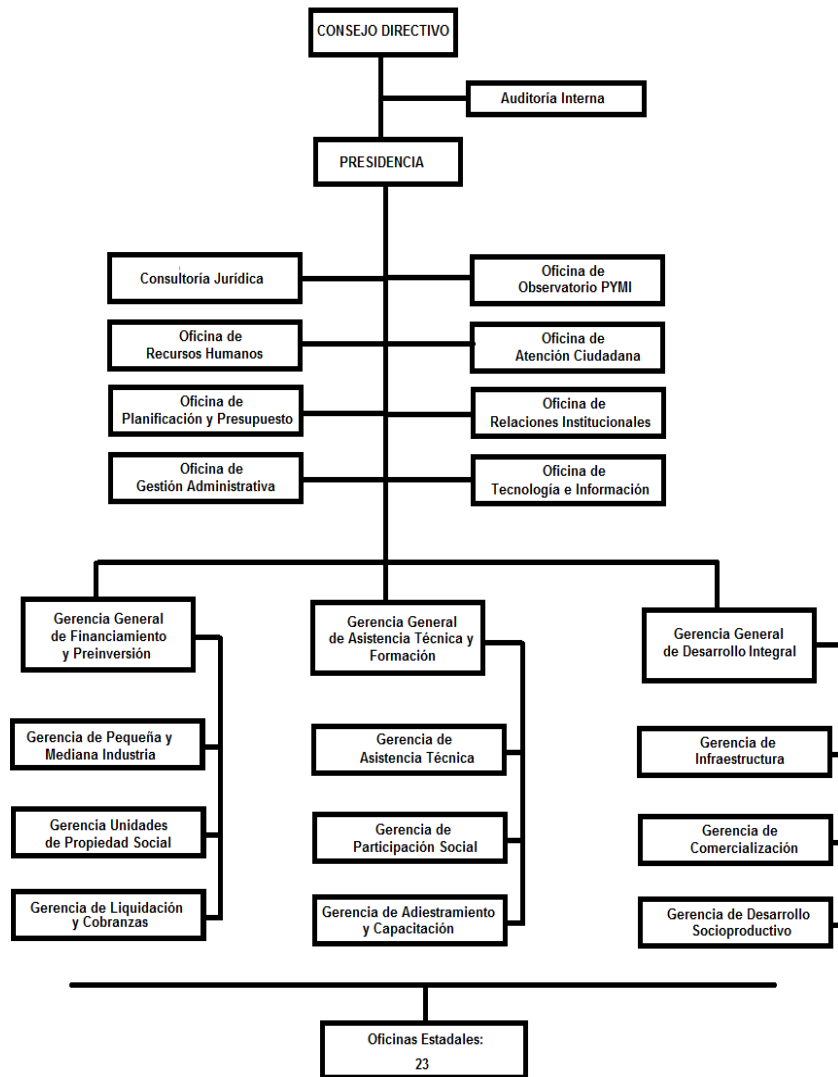 CONSEJO DIRECTIVO
Auditoría Interna
PRESIDENCIA
Consultoría Jurídica
Oficina de
Observatorio PYMI
Oficina de
Recursos Humanos
Oficina de
Atención Ciudadana
Oficina de
Planificación y Presupuesto
Oficina de
Relaciones Institucionales
Oficina de
Gestión Administrativa
Oficina de
Tecnología e Información
Gerencia General
de Financiamiento
y Preinversión
Gerencia General
de Asistencia Técnica y
Formación
Gerencia General
de Desarrollo Integral
Gerencia de Pequeña y
Mediana Industria
Gerencia de
Asistencia Técnica
Gerencia de
Infraestructura
Gerencia Unidades
de Propiedad Social
Gerencia de
Participación Social
Gerencia de
Comercialización
Gerencia de Liquidación
y Cobranzas
Gerencia de Adiestramiento
y Capacitación
Gerencia de Desarrollo
Socioproductivo
Oficinas Estadales:
23